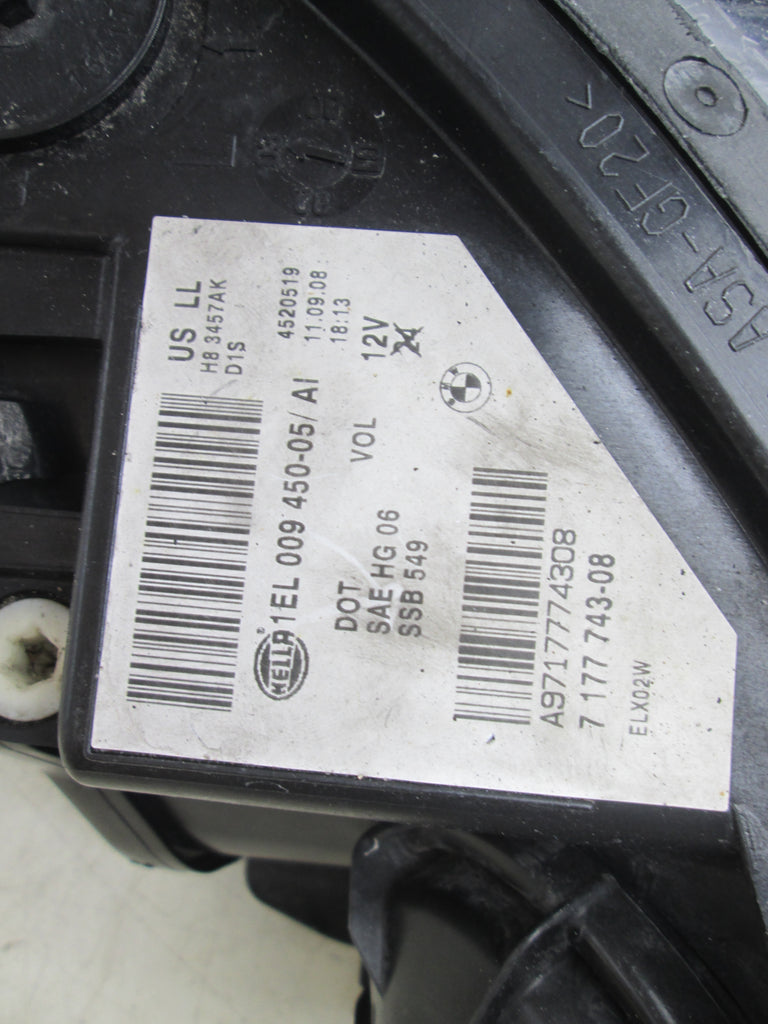 US LL
H8 3457AK
D1S
4520519
11.09.08
18:13
12V
24
HELLA ® 1EL 009 450-05/ AI
VOL
DOT
SAE HG 06
SSB 549
A9717774308
7 177 743-08
ELX02W
ASA-GF20<